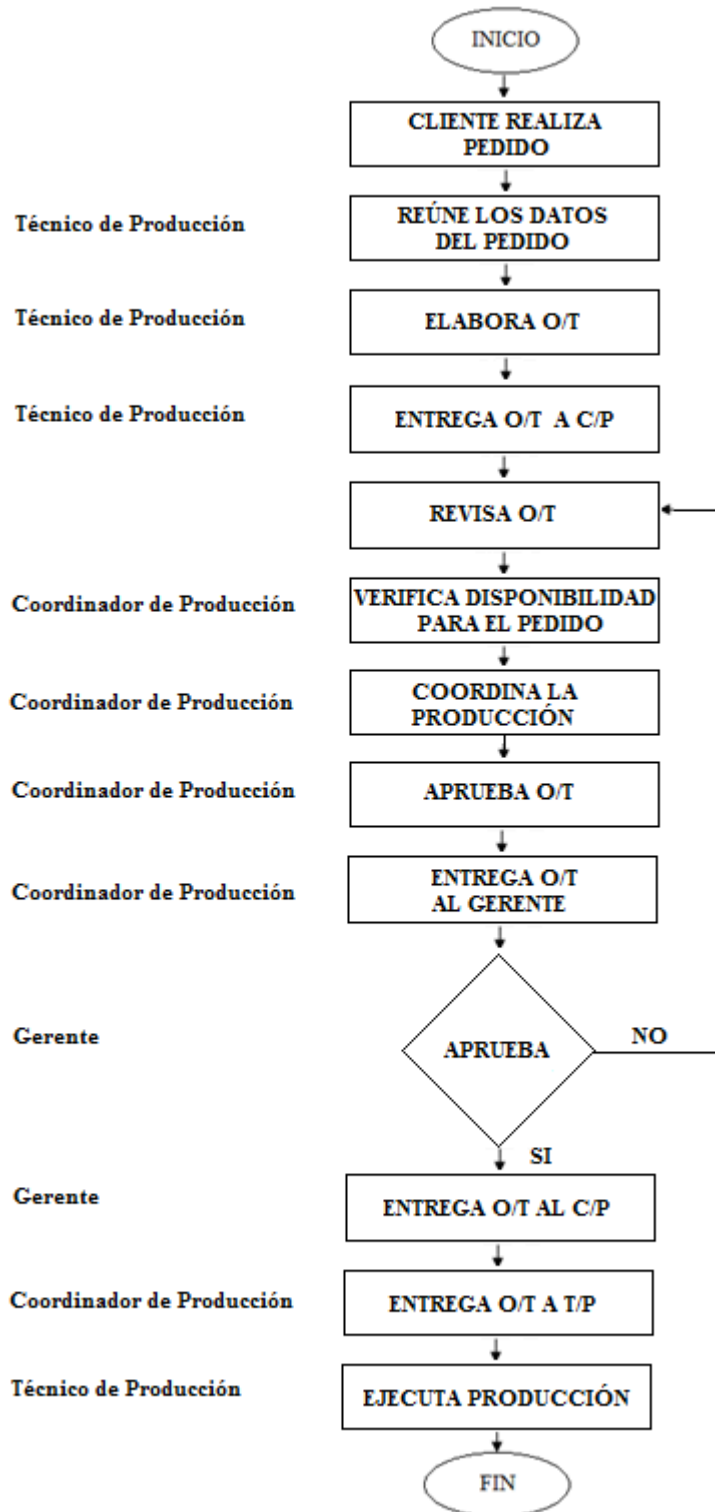 INICIO
CLIENTE REALIZA
PEDIDO
Técnico de Producción
REÚNE LOS DATOS
DEL PEDIDO
Técnico de Producción
ELABORA O/T
Técnico de Producción
ENTREGA O/T A C/P
REVISA O/T
Coordinador de Producción
VERIFICA DISPONIBILIDAD
PARA EL PEDIDO
Coordinador de Producción
COORDINA LA
PRODUCCIÓN
Coordinador de Producción
APRUEBA O/T
Coordinador de Producción
ENTREGA O/T
AL GERENTE
Gerente
APRUEBA
NO
SI
Gerente
ENTREGA O/T AL C/P
Coordinador de Producción
ENTREGA O/T A T/P
Técnico de Producción
EJECUTA PRODUCCIÓN
FIN